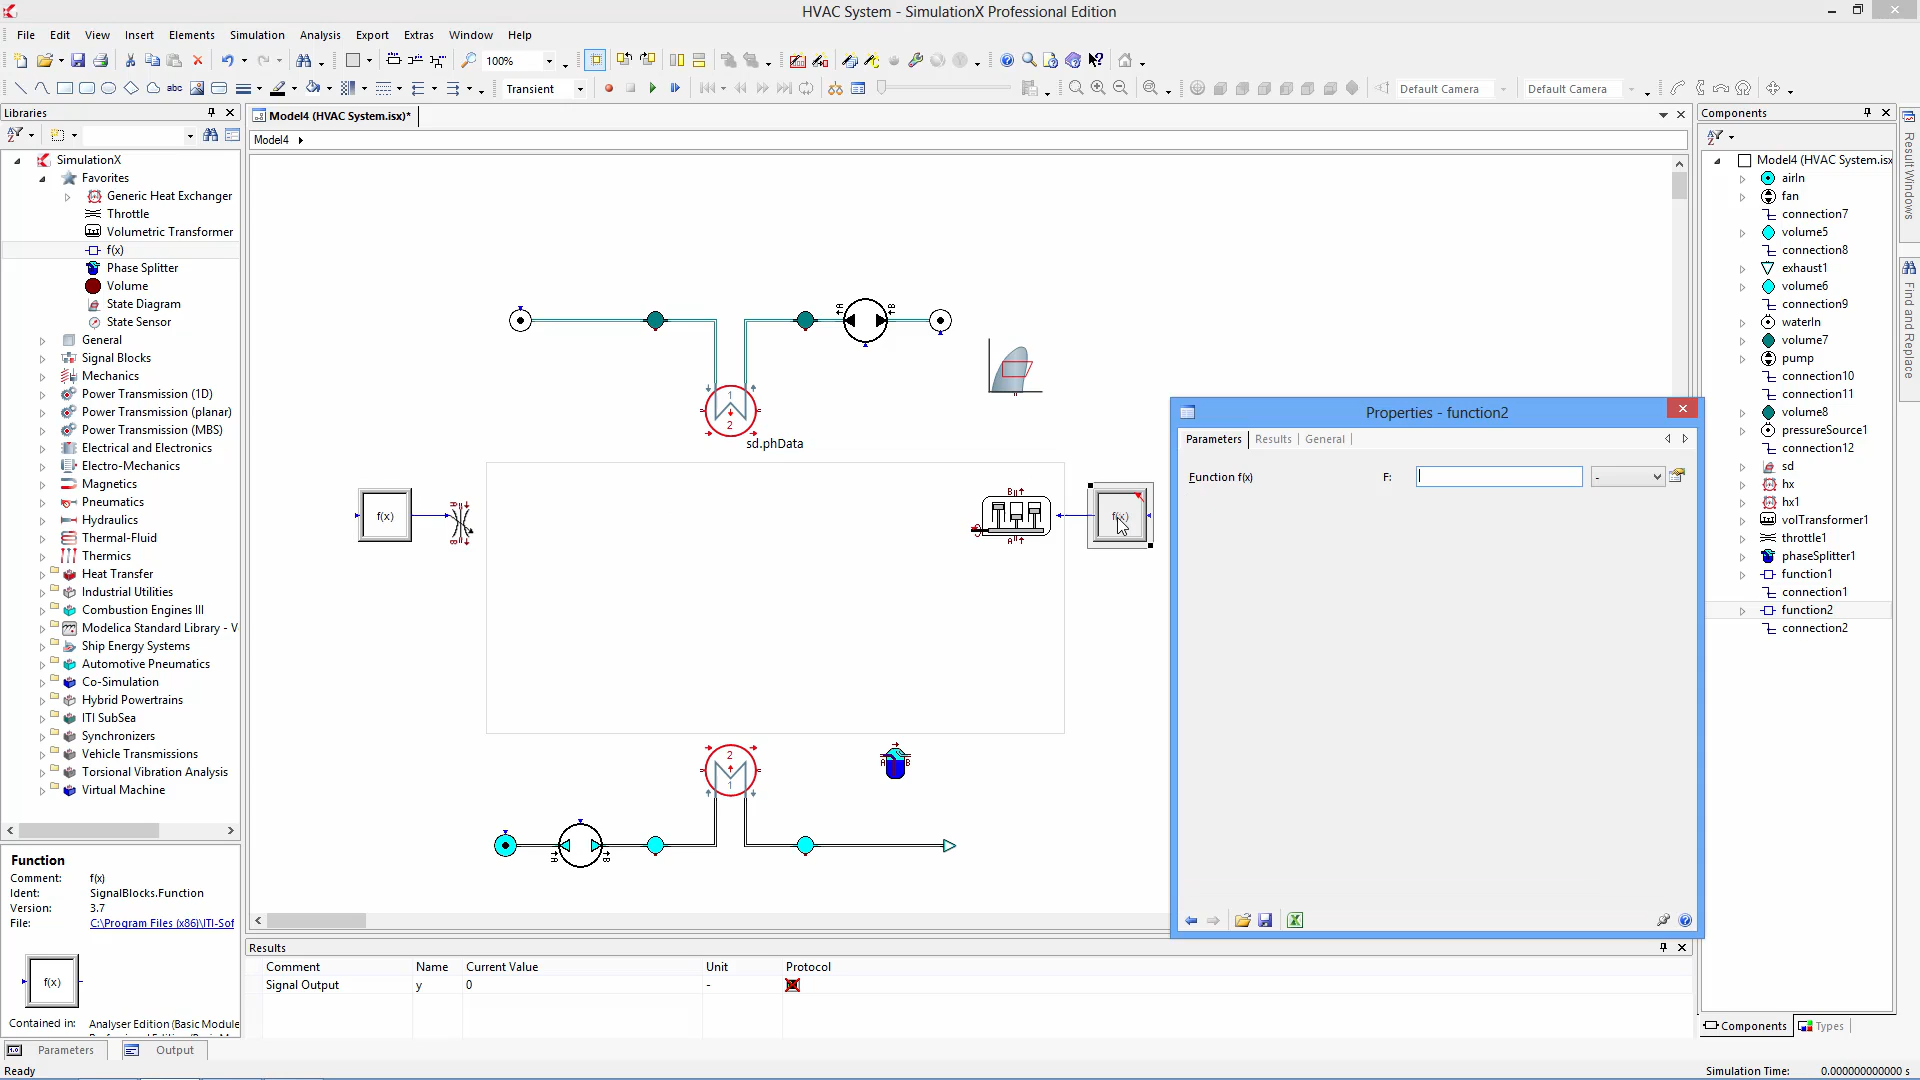 HVAC System - SimulationX Professional Edition
File Edit View Insert Elements Simulation Analysis Export Extras Window Help
100%
abc Transient Default Camera Default Camera
Libraries
Model4 (HVAC System.isx)*
Model4
SimulationX
Favorites
Generic Heat Exchanger
Throttle
Volumetric Transformer
f(x)
Phase Splitter
Volume
State Diagram
State Sensor
General
Signal Blocks
Mechanics
Power Transmission (1D)
Power Transmission (planar)
Power Transmission (MBS)
Electrical and Electronics
Electro-Mechanics
Magnetics
Pneumatics
Hydraulics
Thermal-Fluid
Thermics
Heat Transfer
Industrial Utilities
Combustion Engines III
Modelica Standard Library - V
Ship Energy Systems
Automotive Pneumatics
Co-Simulation
Hybrid Powertrains
ITI SubSea
Synchronizers
Vehicle Transmissions
Torsional Vibration Analysis
Virtual Machine
Function
Comment: f(x)
Ident: SignalBlocks.Function
Version: 3.7
File: C:\Program Files (x86)\ITI-Sof
f(x)
Contained in: Analyser Edition (Basic Module
Parameters Output
Ready
A B
1
2
sd.phData
f(x)
A
B
B
A
f(x)
2
1
A B
A B
Properties - function2
Parameters Results General
Function f(x) F: -
Results
Comment Name Current Value Unit Protocol
Signal Output y 0 -
Components
Model4 (HVAC System.isx
airIn
fan
connection7
volume5
connection8
exhaust1
volume6
connection9
waterIn
volume7
pump
connection10
connection11
volume8
pressureSource1
connection12
sd
hx
hx1
volTransformer1
throttle1
phaseSplitter1
function1
connection1
function2
connection2
Components Types
Result Windows
Find and Replace
Simulation Time: 0.000000000000 s